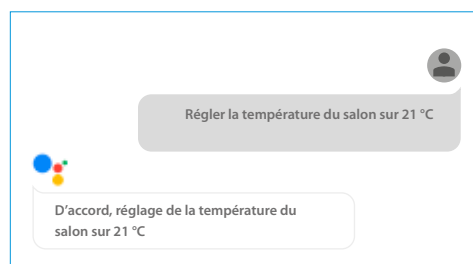 Régler la température du salon sur 21 °C
D’accord, réglage de la température du
salon sur 21 °C